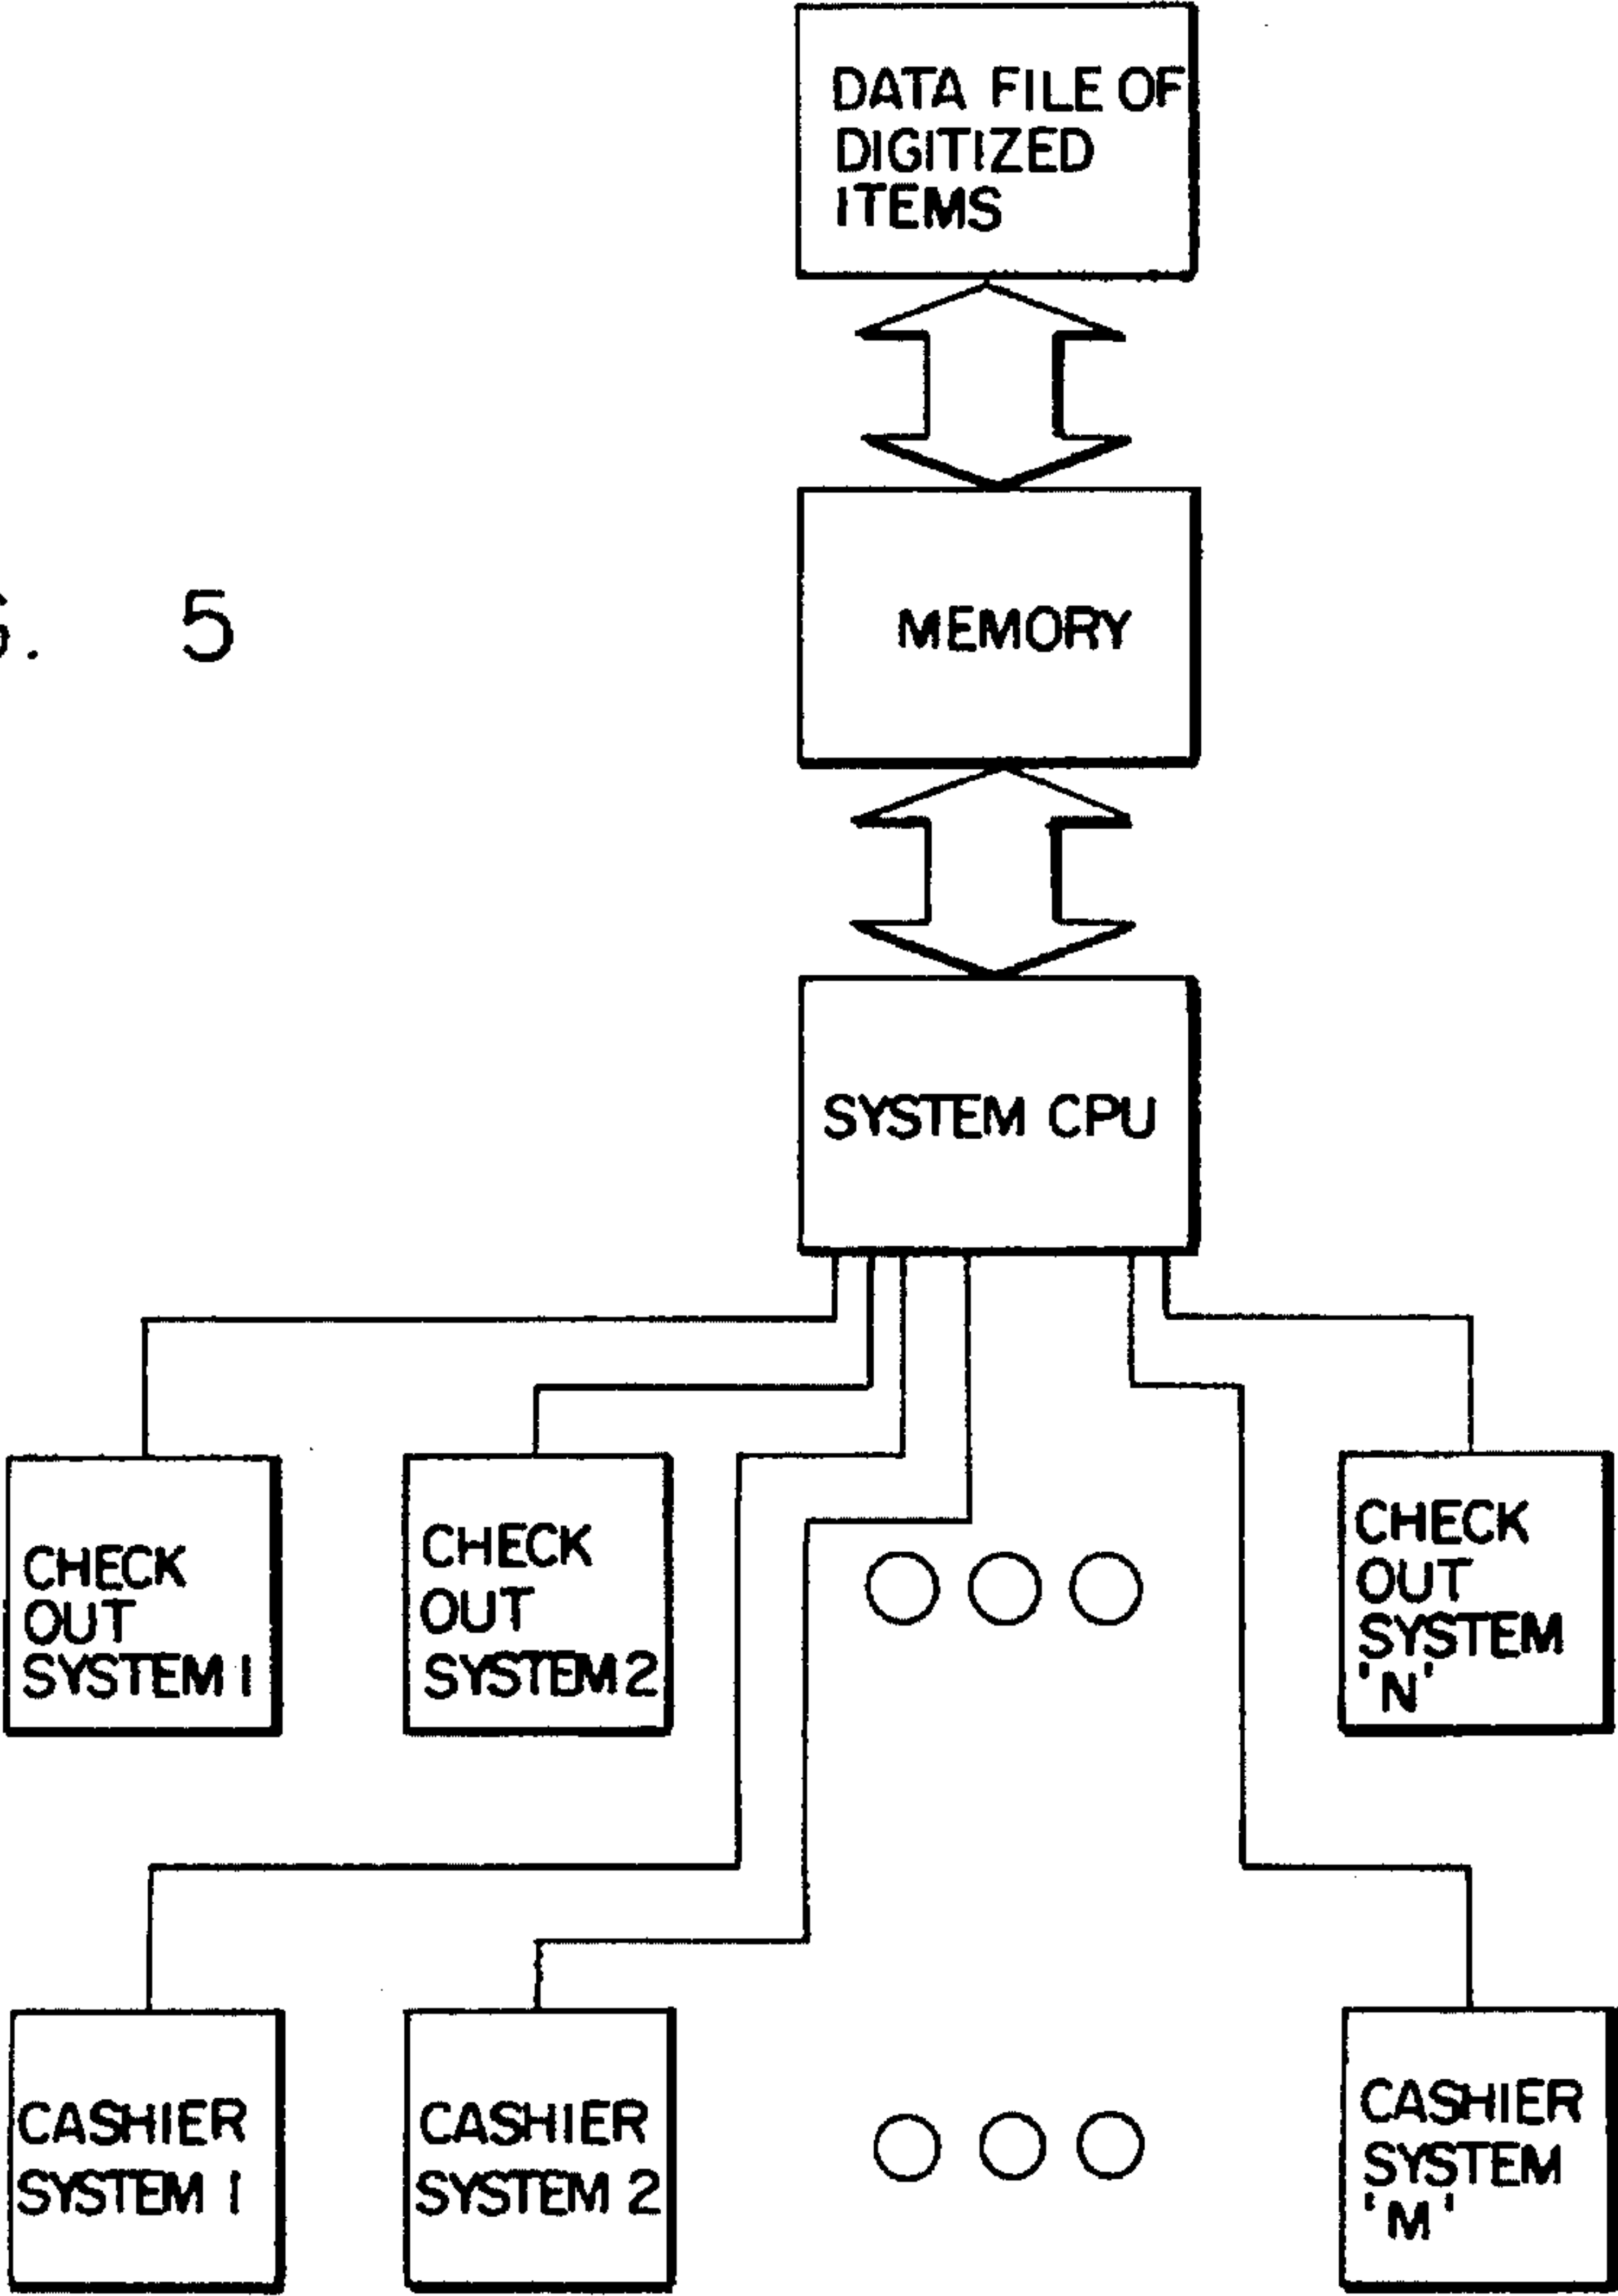 DATA FILE OF
DIGITIZED
ITEMS
MEMORY
5
SYSTEM CPU
CHECK
OUT
SYSTEM 1
CHECK
OUT
SYSTEM 2
CHECK
OUT
SYSTEM
'N'
CASHIER
SYSTEM 1
CASHIER
SYSTEM 2
CASHIER
SYSTEM
'M'